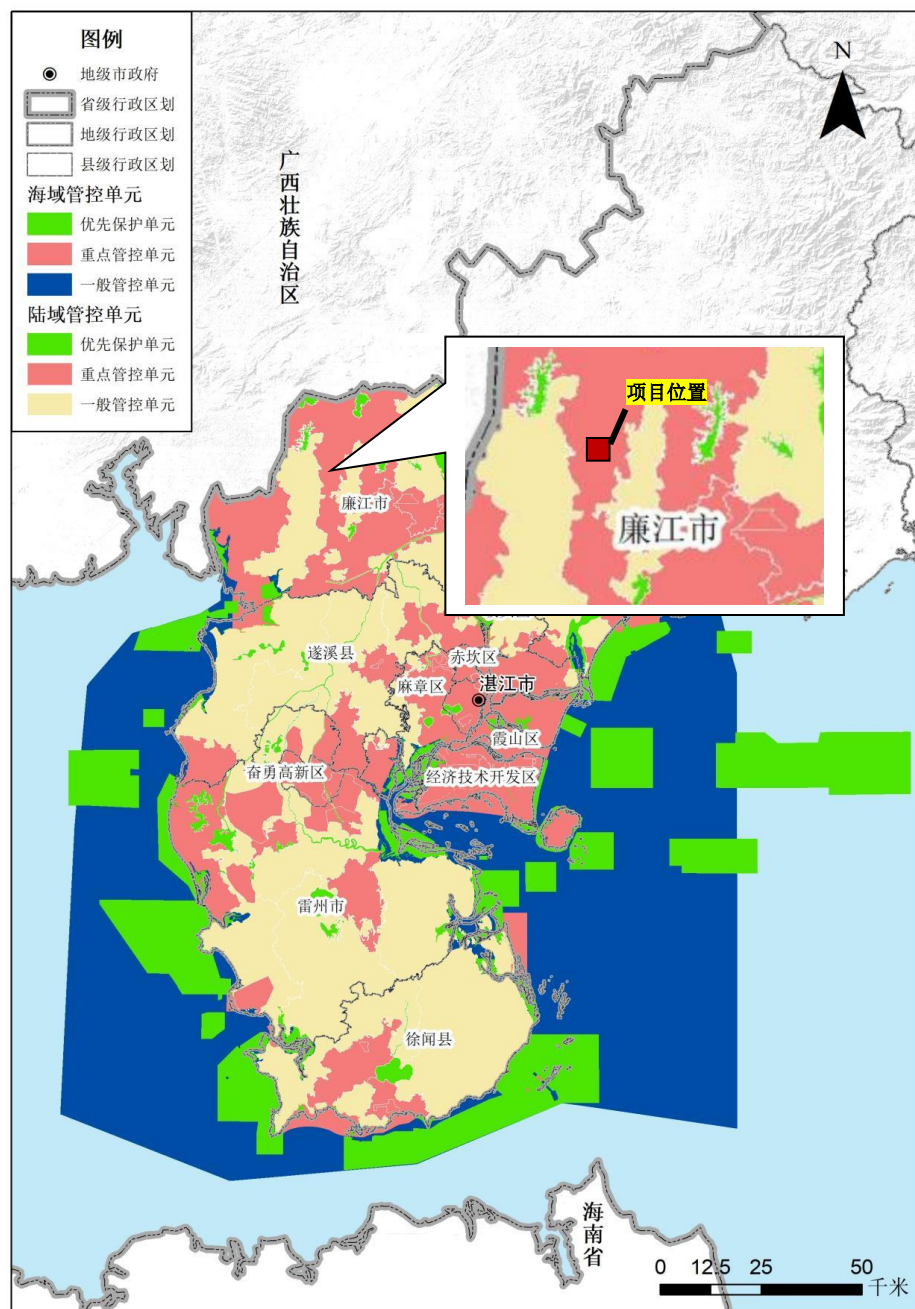 图例
地级市政府
省级行政区划
地级行政区划
县级行政区划
海域管控单元
优先保护单元
重点管控单元
一般管控单元
陆域管控单元
优先保护单元
重点管控单元
一般管控单元
N
广西壮族自治区
项目位置
廉江市
廉江市
遂溪县
赤坎区
麻章区
湛江市
霞山区
奋勇高新区
经济技术开发区
雷州市
徐闻县
海南省
0 12.5 25 50
千米